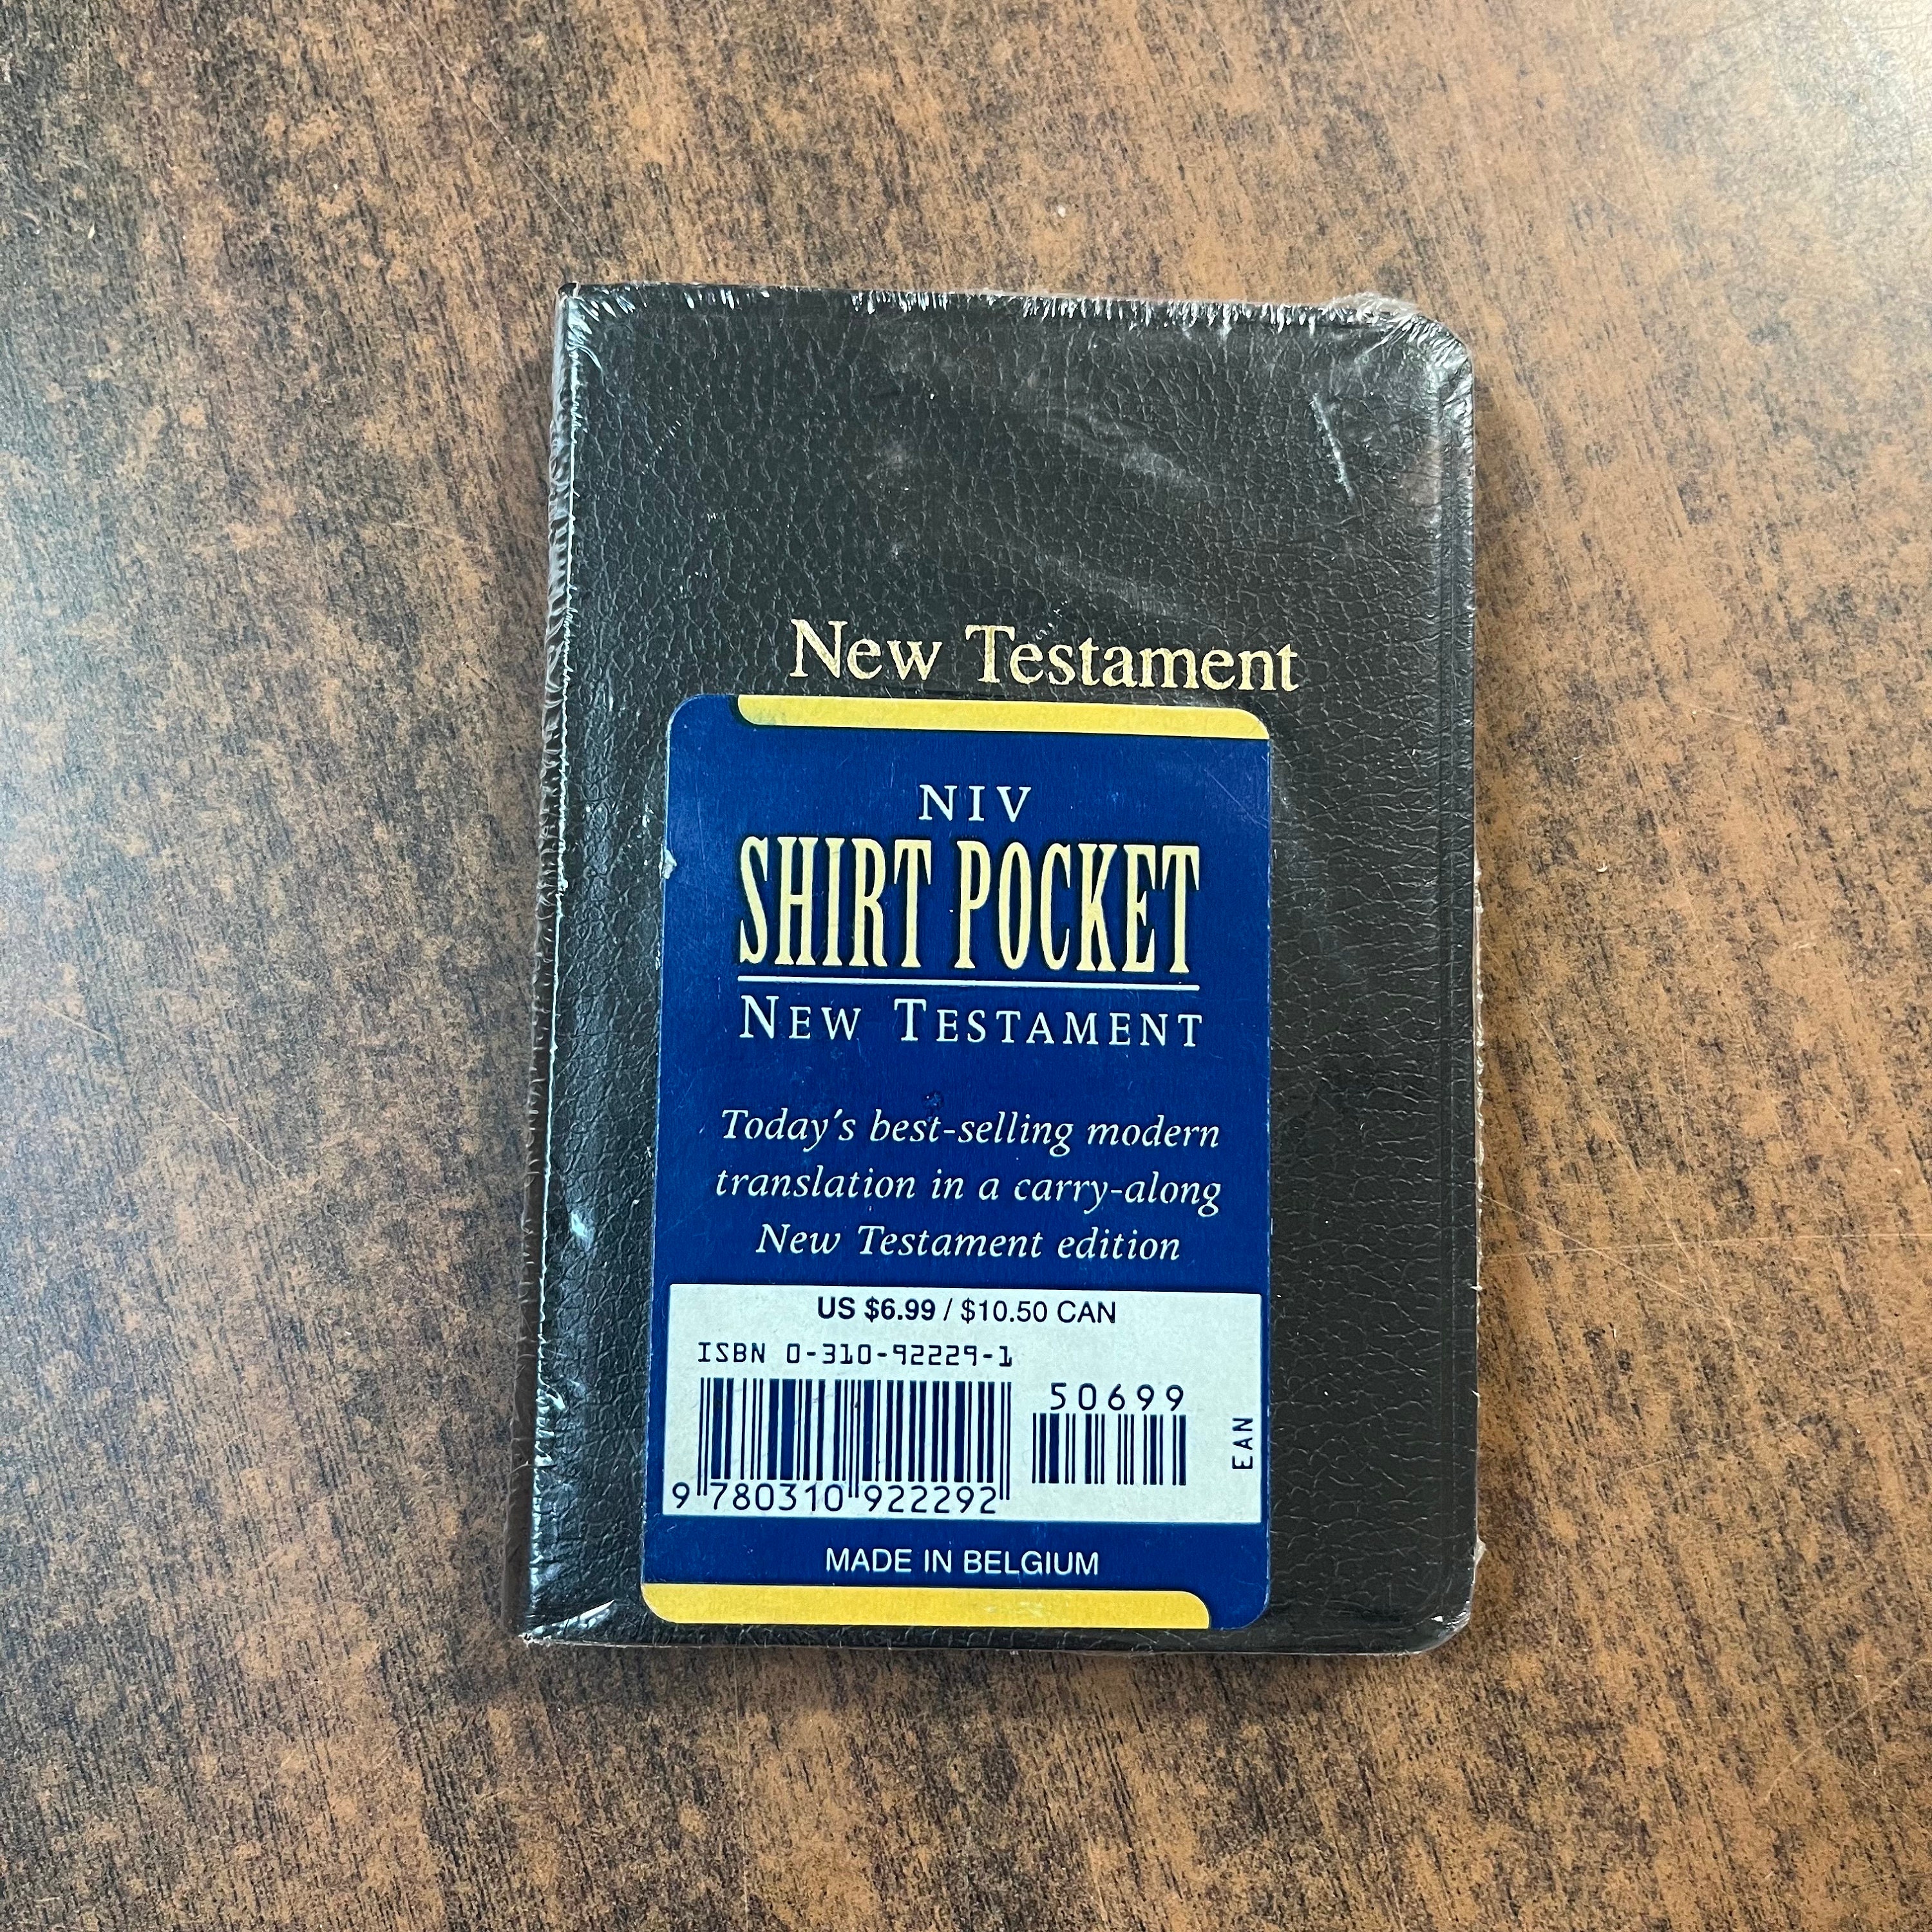 New Testament
NIV
SHIRT POCKET
NEW TESTAMENT
Today's best-selling modern
translation in a carry-along
New Testament edition
US $6.99 / $10.50 CAN
ISBN 0-310-92229-1
50699
EAN
9 780310 922292
MADE IN BELGIUM